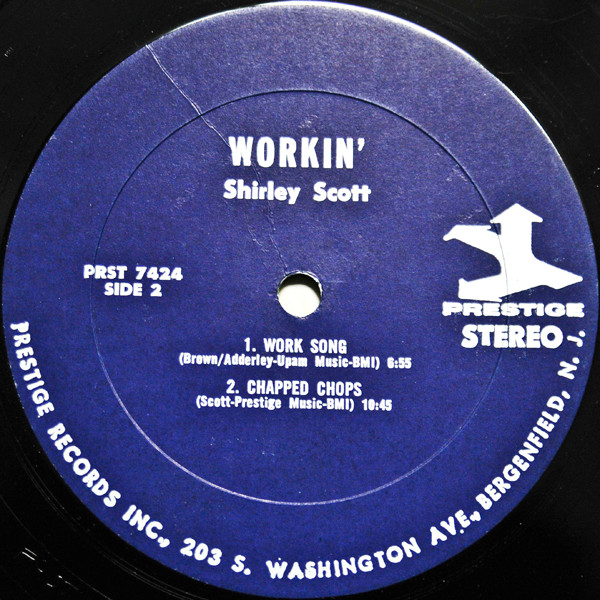 WORKIN'
Shirley Scott
PRST 7424
SIDE 2
PRESTIGE
STEREO
1. WORK SONG
(Brown/Adderley-Upam Music-BMI) 6:55
2. CHAPPED CHOPS
(Scott-Prestige Music-BMI) 10:45
PRESTIGE RECORDS INC., 203 S. WASHINGTON AVE., BERGENFIELD, N. J.